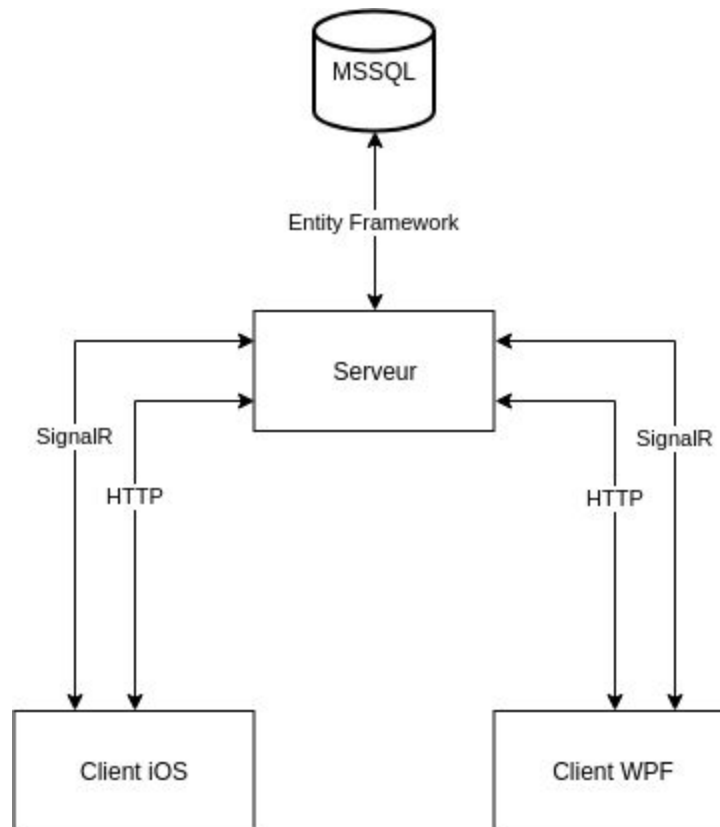 MSSQL
Entity Framework
Serveur
SignalR
SignalR
HTTP
HTTP
Client iOS
Client WPF